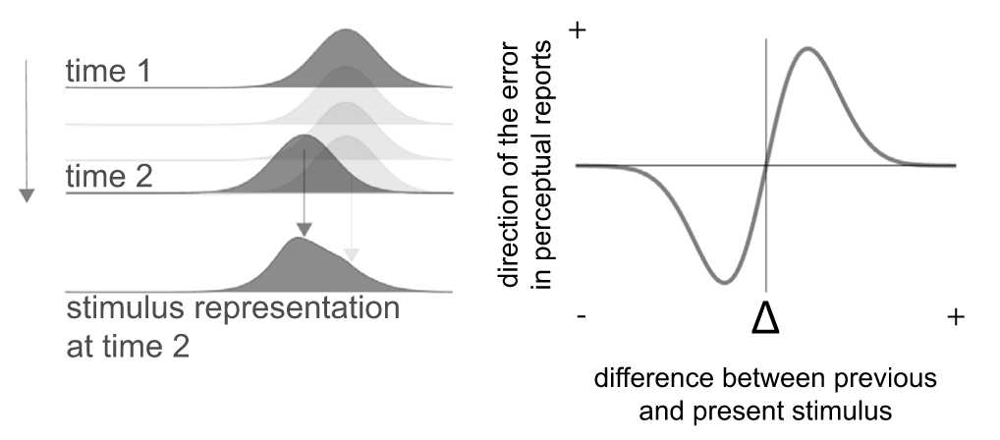 time 1
time 2
stimulus representation
at time 2
direction of the error
in perceptual reports
+
-
Δ
+
difference between previous
and present stimulus